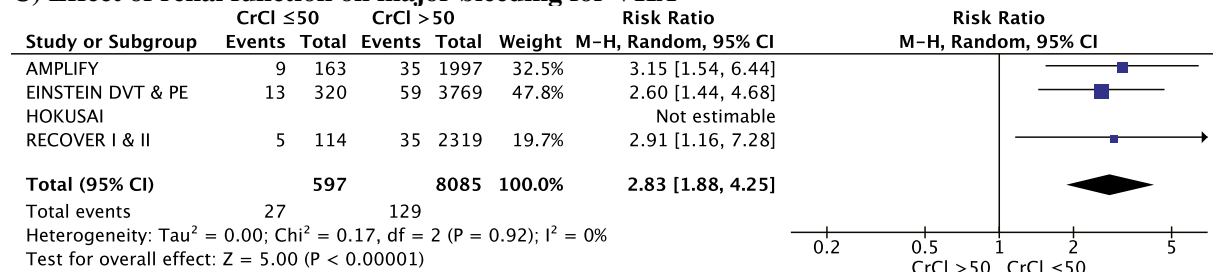 C) Effect of renal function on major bleeding for VKA
CrCl ≤50 CrCl >50 Risk Ratio Risk Ratio
Study or Subgroup Events Total Events Total Weight M-H, Random, 95% CI M-H, Random, 95% CI
AMPLIFY 9 163 35 1997 32.5% 3.15 [1.54, 6.44]
EINSTEIN DVT & PE 13 320 59 3769 47.8% 2.60 [1.44, 4.68]
HOKUSAI Not estimable
RECOVER I & II 5 114 35 2319 19.7% 2.91 [1.16, 7.28]
Total (95% CI) 597 8085 100.0% 2.83 [1.88, 4.25]
Total events 27 129
Heterogeneity: Tau² = 0.00; Chi² = 0.17, df = 2 (P = 0.92); I² = 0%
Test for overall effect: Z = 5.00 (P < 0.00001)
0.2 0.5 1 2 5
CrCl >50 CrCl ≤50